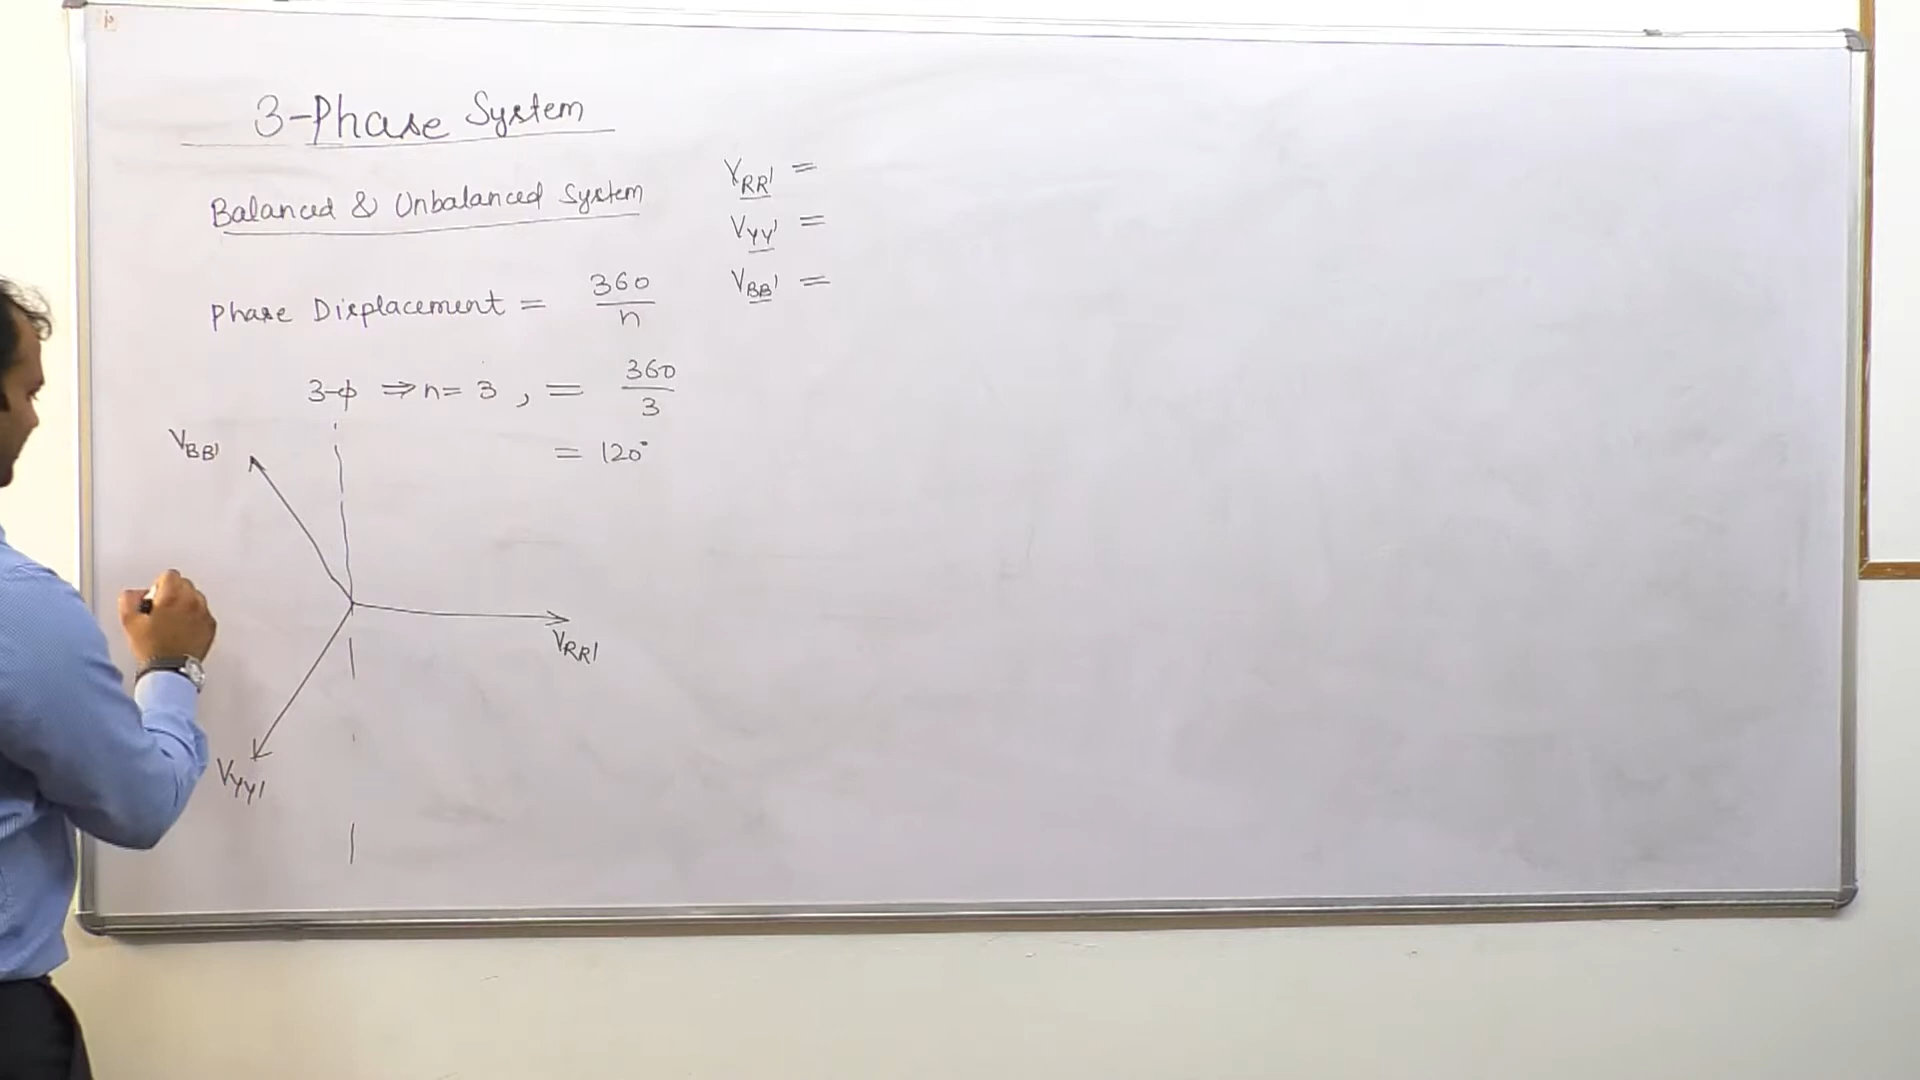 3-Phase System
Balanced & Unbalanced System
Phase Displacement = 360/n
3-ϕ ⇒ n= 3 , = 360/3
= 120°
V_RR' =
V_YY' =
V_BB' =
V_BB'
V_RR'
V_YY'